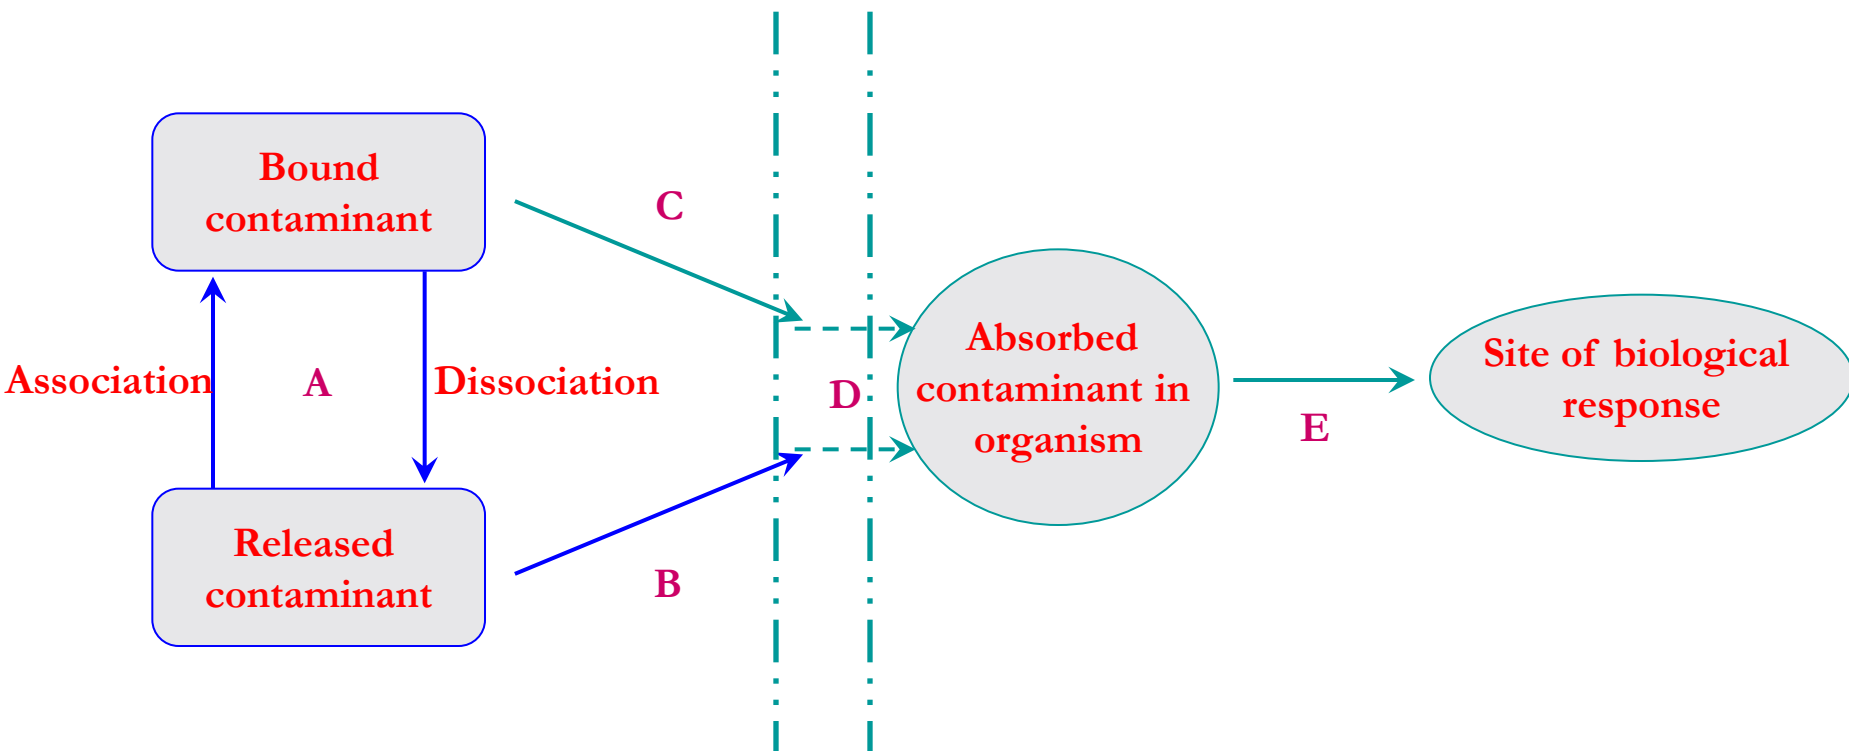 Bound
contaminant
C
Association
A
Dissociation
D
Absorbed
contaminant in
organism
E
Site of biological
response
Released
contaminant
B